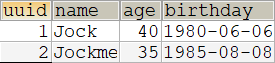 uuid name age birthday
1 Jock 40 1980-06-06
2 Jockme 35 1985-08-08